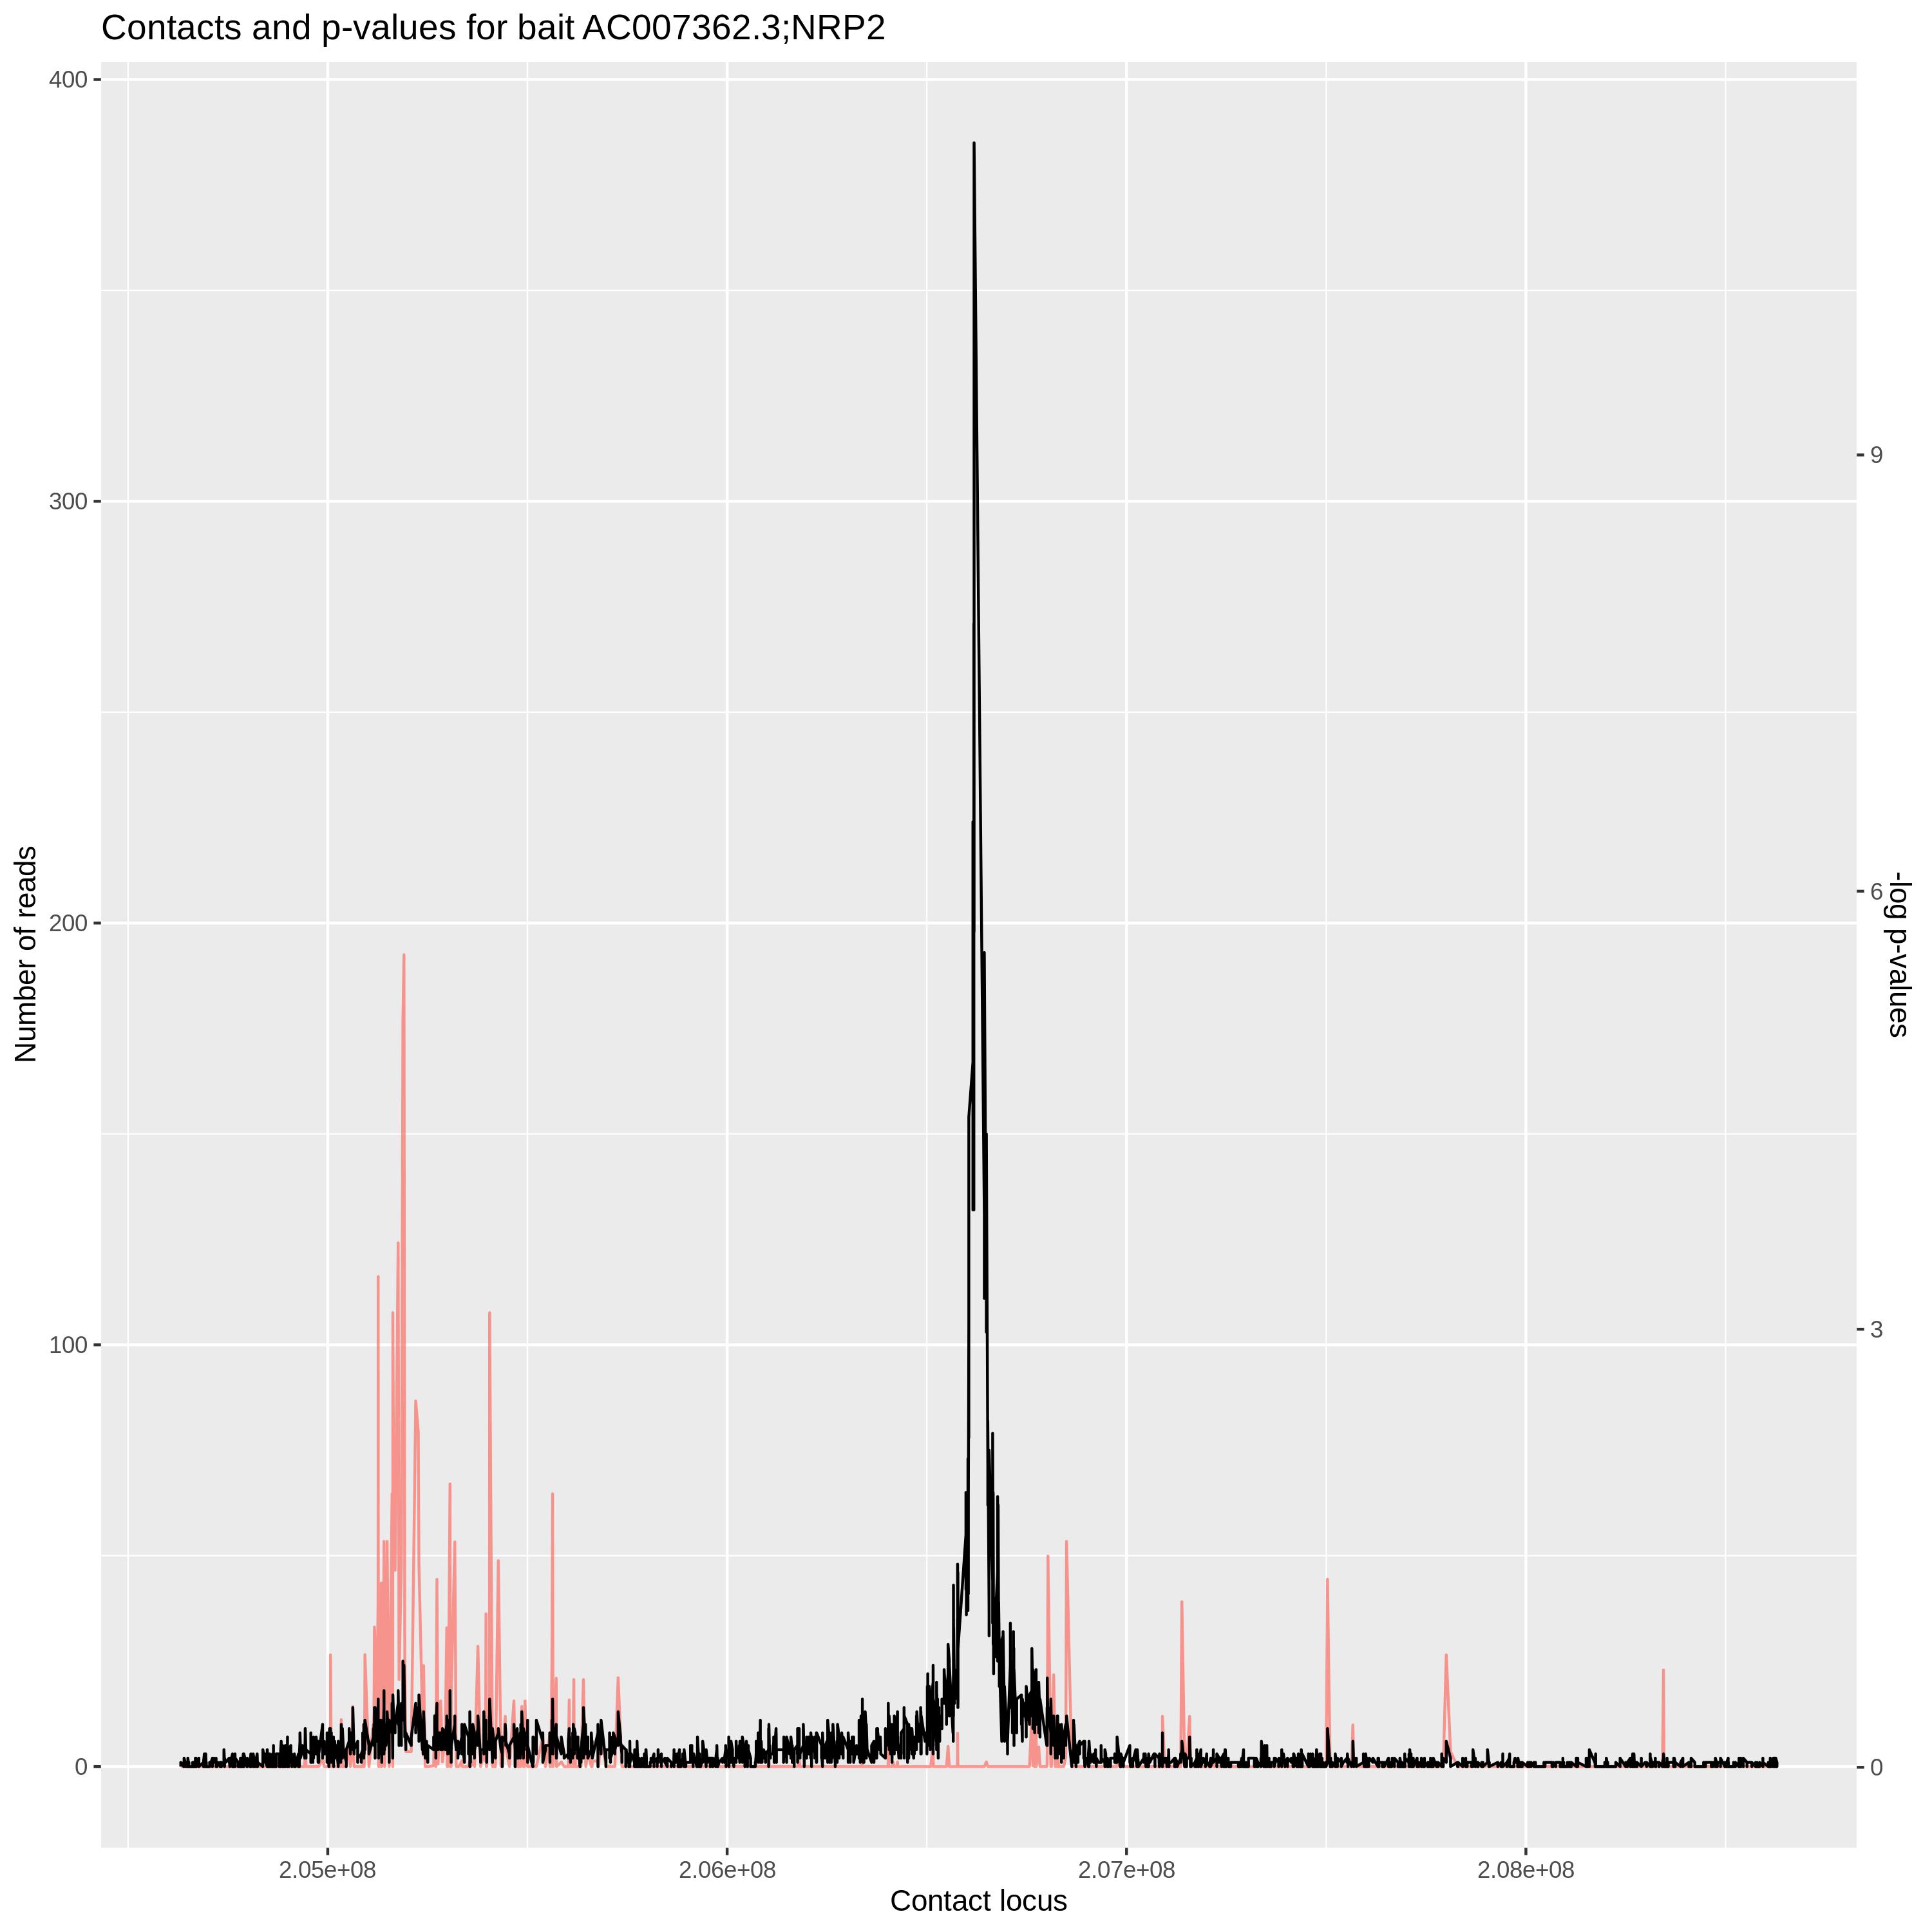 Contacts and p-values for bait AC007362.3;NRP2
400
300
200
100
0
Number of reads
9
6
3
0
-log p-values
2.05e+08
2.06e+08
2.07e+08
2.08e+08
Contact locus